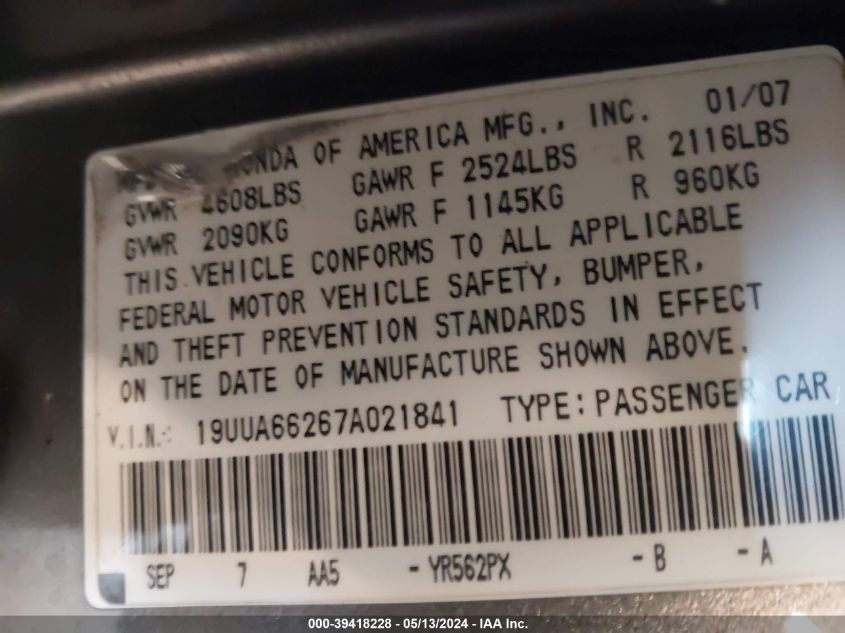 MFD BY HONDA OF AMERICA MFG., INC. 01/07
GVWR 4608LBS GAWR F 2524LBS R 2116LBS
GVWR 2090KG GAWR F 1145KG R 960KG
THIS VEHICLE CONFORMS TO ALL APPLICABLE
FEDERAL MOTOR VEHICLE SAFETY, BUMPER,
AND THEFT PREVENTION STANDARDS IN EFFECT
ON THE DATE OF MANUFACTURE SHOWN ABOVE.
V.I.N.: 19UUA66267A021841 TYPE: PASSENGER CAR
SEP 7 AA5 - YR562PX - B - A
000-39418228 - 05/13/2024 - IAA Inc.